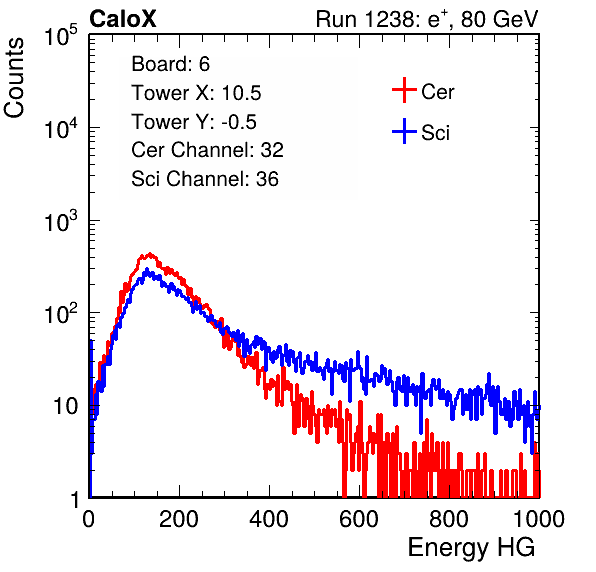 CaloX Run 1238: e⁺, 80 GeV
Counts
10⁵
10⁴
10³
10²
10
1
Board: 6
Tower X: 10.5
Tower Y: -0.5
Cer Channel: 32
Sci Channel: 36
Cer
Sci
0 200 400 600 800 1000
Energy HG